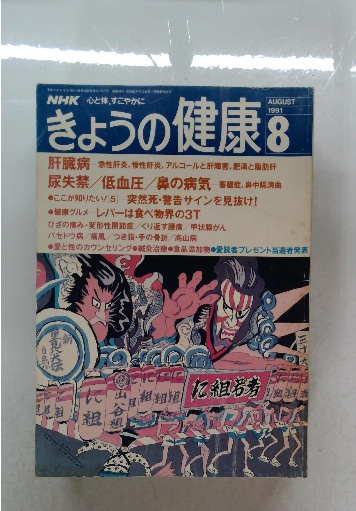 NHK 心と体、すこやかに
きょうの健康
AUGUST
1991
8
肝臓病 急性肝炎,慢性肝炎,アルコールと肝障害,肥満と脂肪肝
尿失禁/低血圧/鼻の病気 蓄膿症,鼻中隔湾曲
●ここが知りたい「5」―突然死・警告サインを見抜け!
●健康グルメ―レバーは食べ物界の3T
ひざの痛み・変形性関節症/くり返す腰痛/甲状腺がん
バセドウ病/痛風/つき指・手の骨折/高山病
●愛と性のカウンセリング●鍼灸治療●食品添加物●愛読者プレゼント当選者発表
に組
に組若者